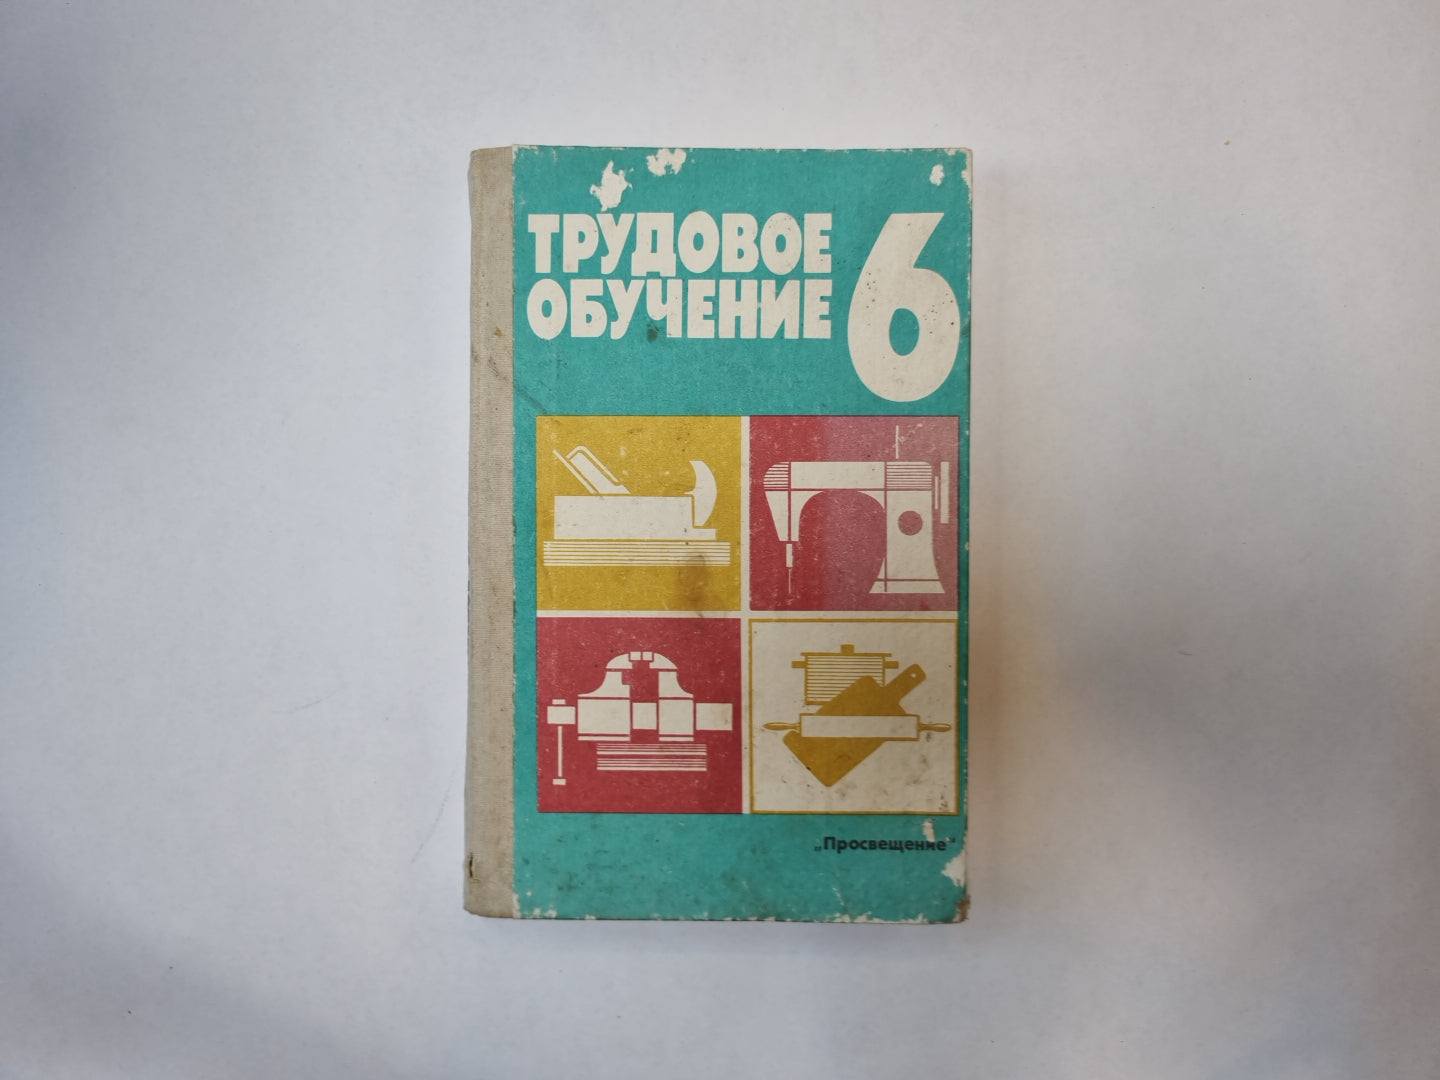 ТРУДОВОЕ
ОБУЧЕНИЕ
6
„Просвещение“